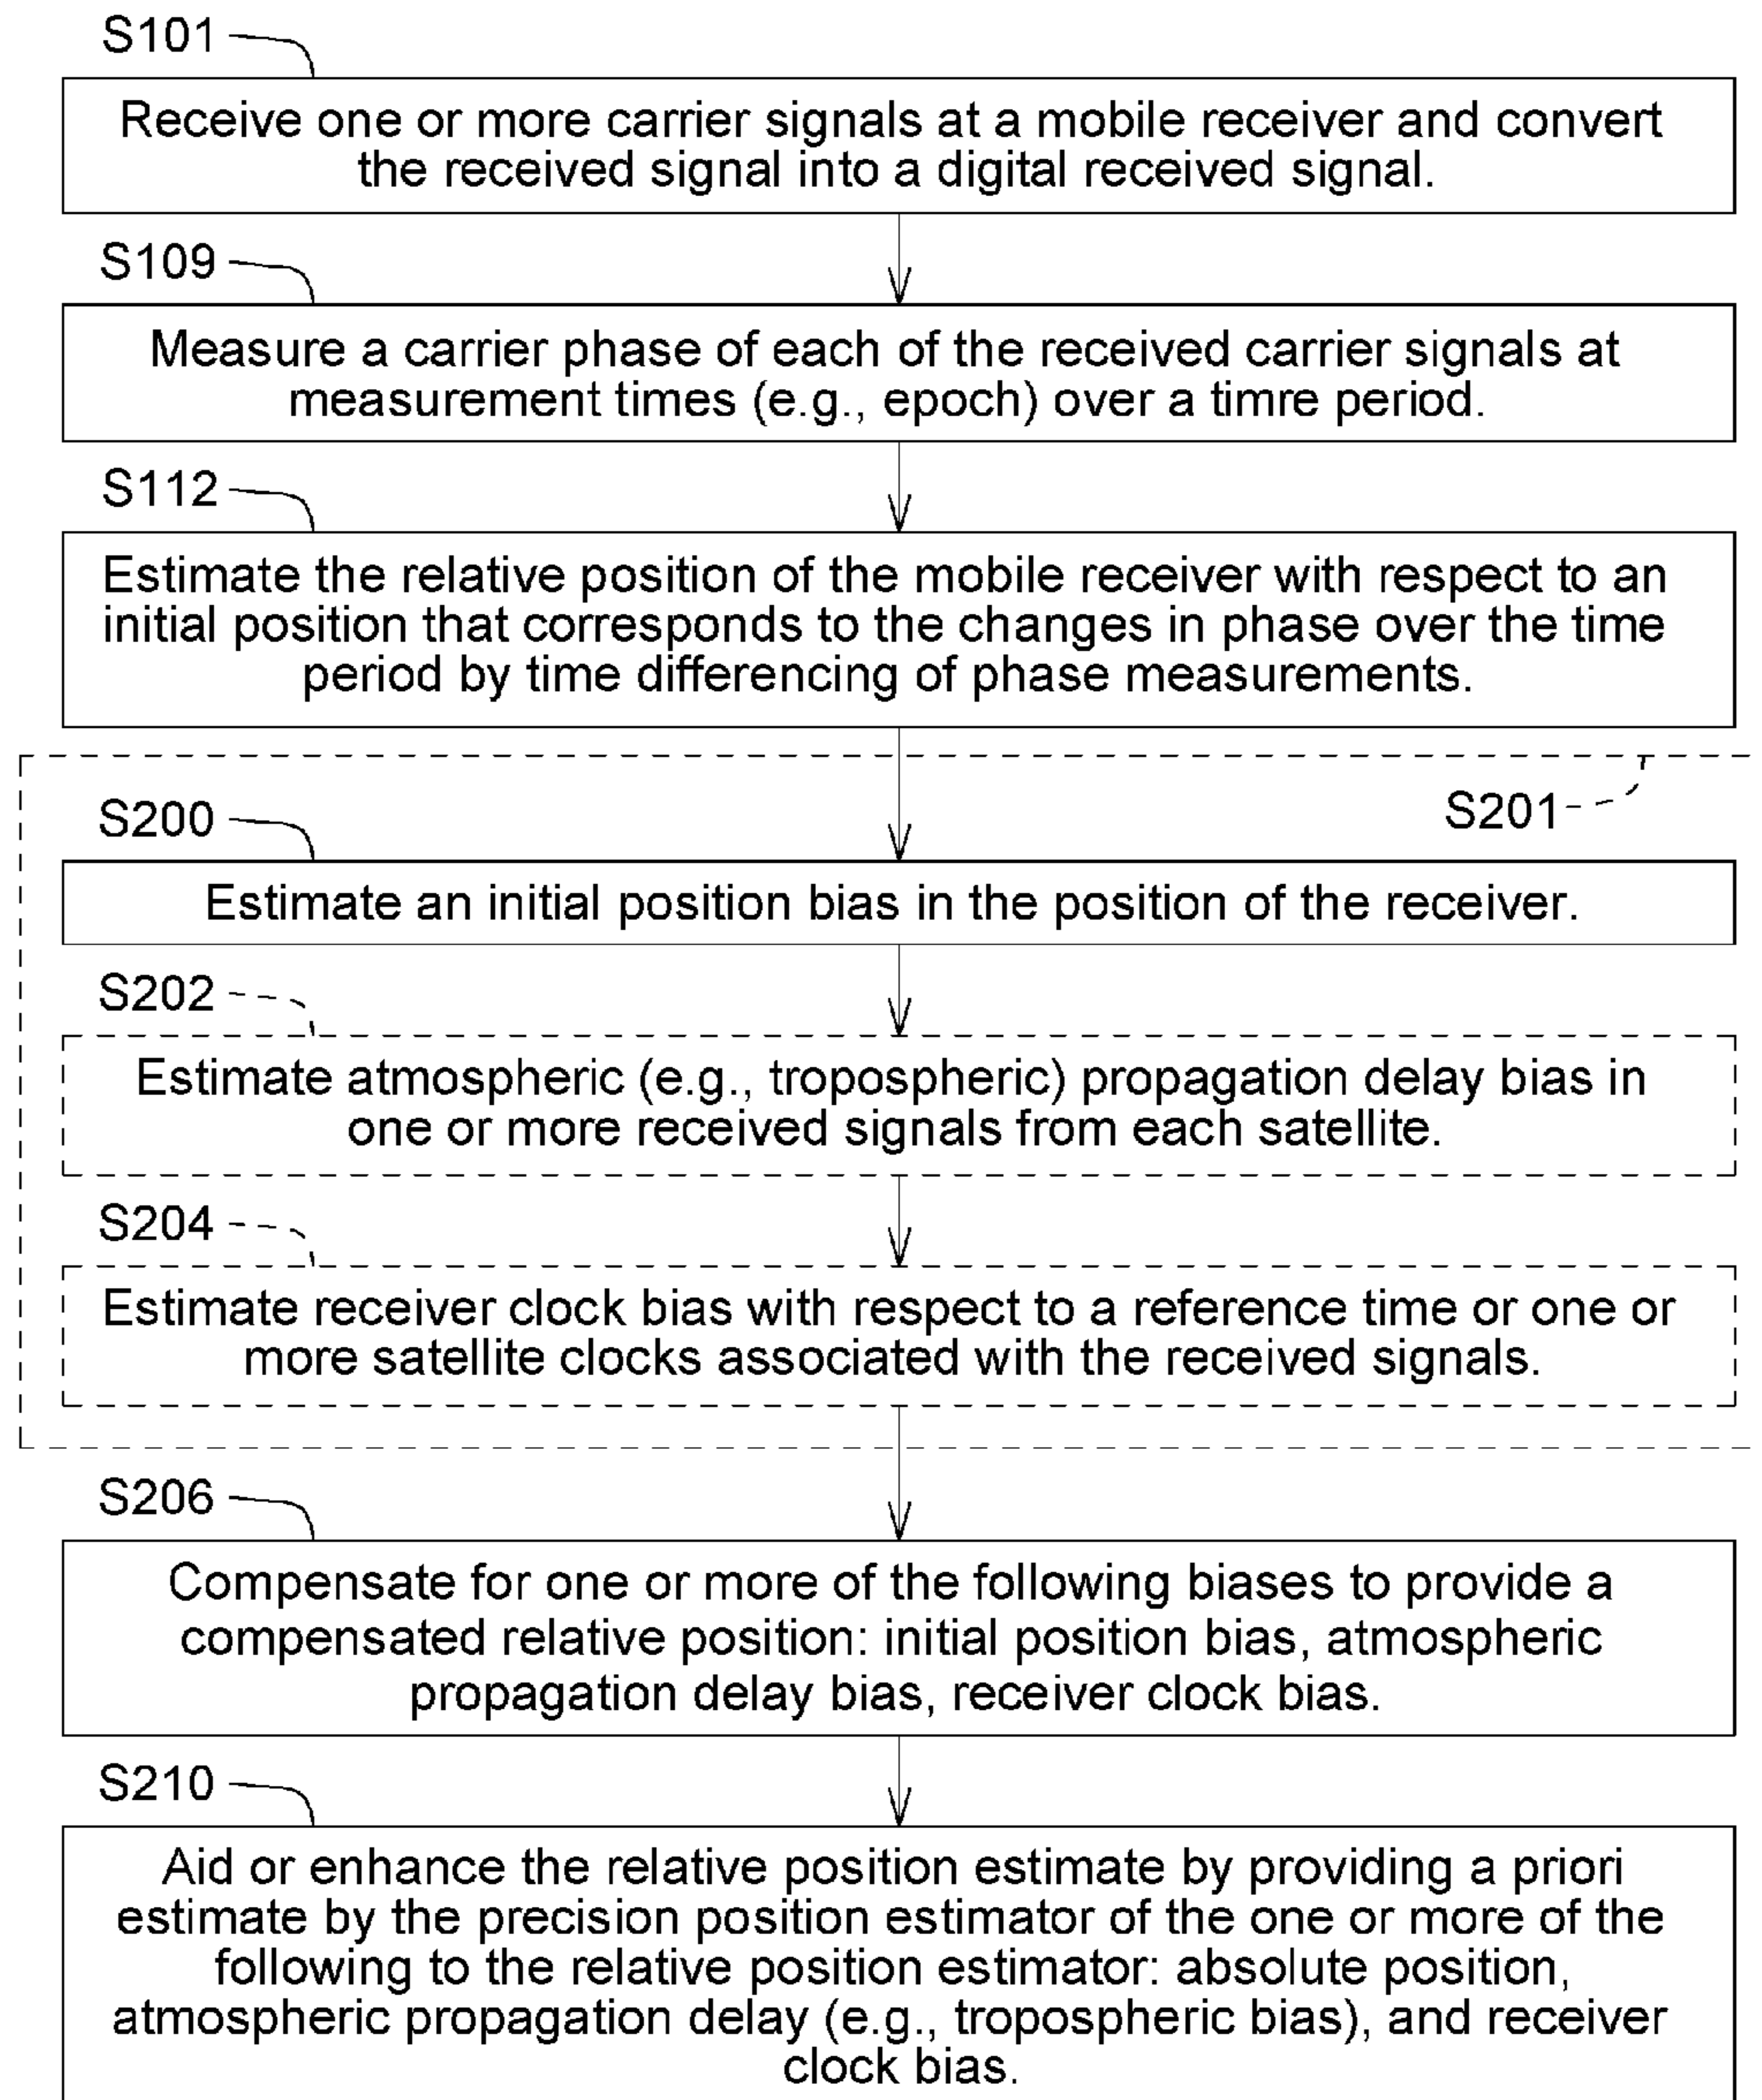 S101
Receive one or more carrier signals at a mobile receiver and convert
the received signal into a digital received signal.
S109
Measure a carrier phase of each of the received carrier signals at
measurement times (e.g., epoch) over a timre period.
S112
Estimate the relative position of the mobile receiver with respect to an
initial position that corresponds to the changes in phase over the time
period by time differencing of phase measurements.
S201
S200
Estimate an initial position bias in the position of the receiver.
S202
Estimate atmospheric (e.g., tropospheric) propagation delay bias in
one or more received signals from each satellite.
S204
Estimate receiver clock bias with respect to a reference time or one or
more satellite clocks associated with the received signals.
S206
Compensate for one or more of the following biases to provide a
compensated relative position: initial position bias, atmospheric
propagation delay bias, receiver clock bias.
S210
Aid or enhance the relative position estimate by providing a priori
estimate by the precision position estimator of the one or more of the
following to the relative position estimator: absolute position,
atmospheric propagation delay (e.g., tropospheric bias), and receiver
clock bias.